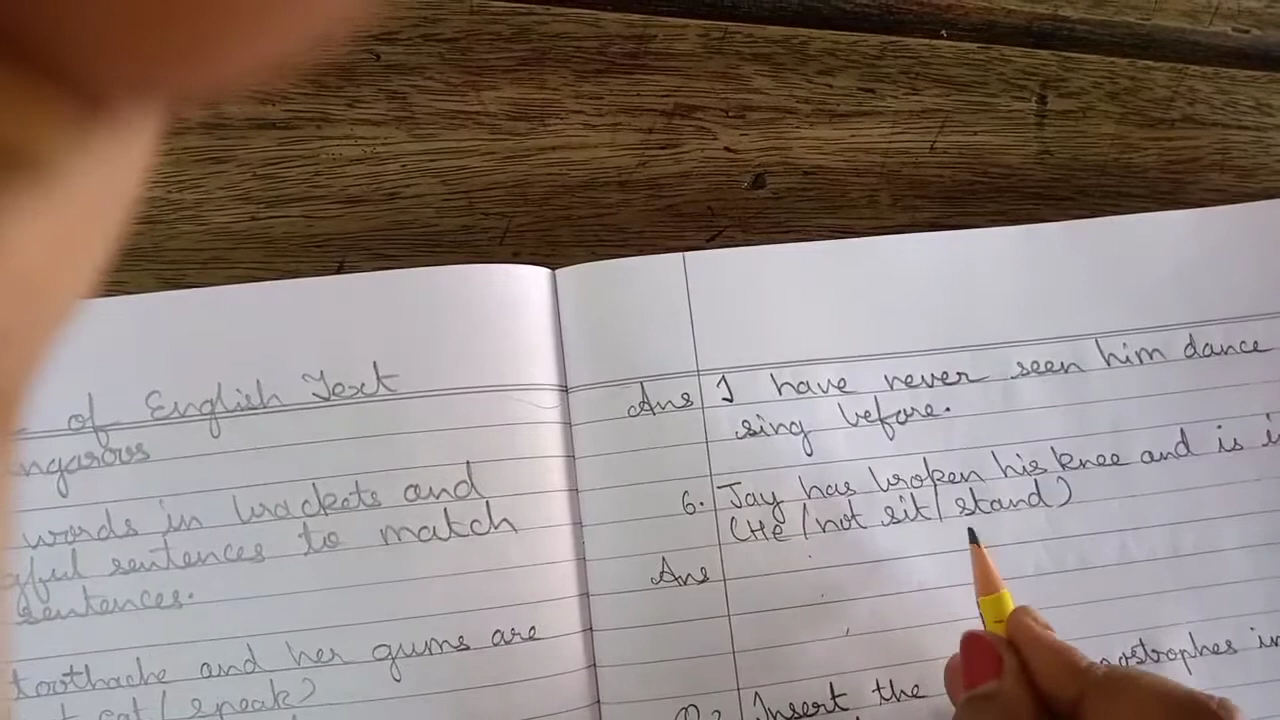 of English Text
words in brackets and
sentences to match
sentences.
toothache and her gums are
eat / speak?
Ans I have never seen him dance
sing before.
6. Jay has broken his knee and is
(He / not sit / stand)
Ans
Insert the